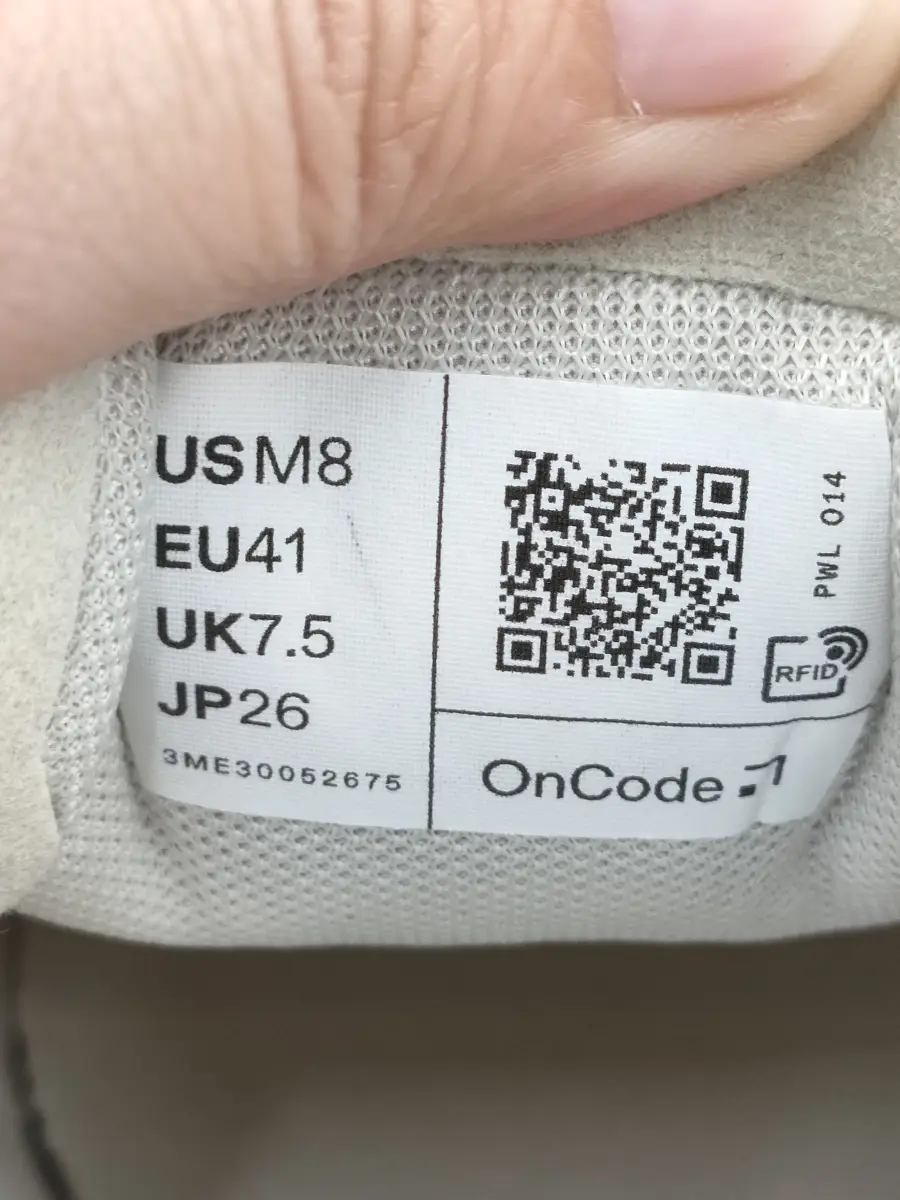 USM8
EU41
UK7.5
JP26
3ME30052675
PWL 014
RFID
OnCode